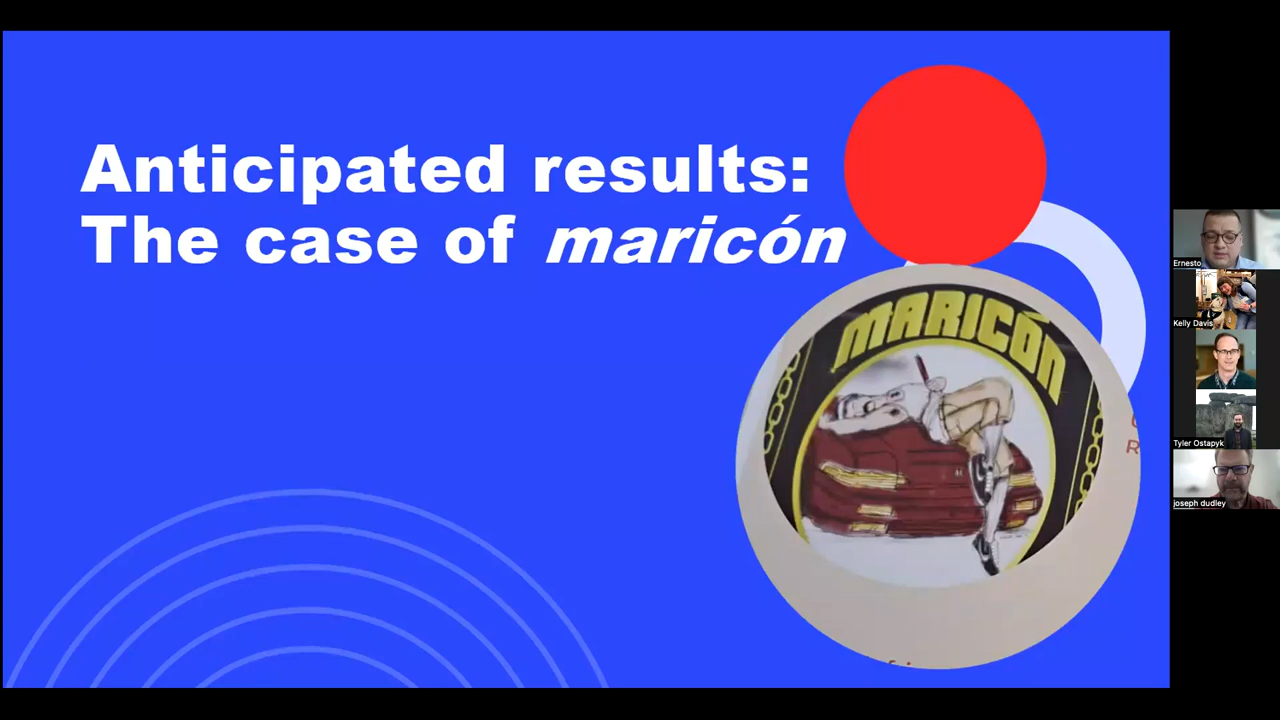 Anticipated results:
The case of maricón
MARICÓN
R
Ernesto
Kelly Davis
Tyler Ostapyk
joseph dudley